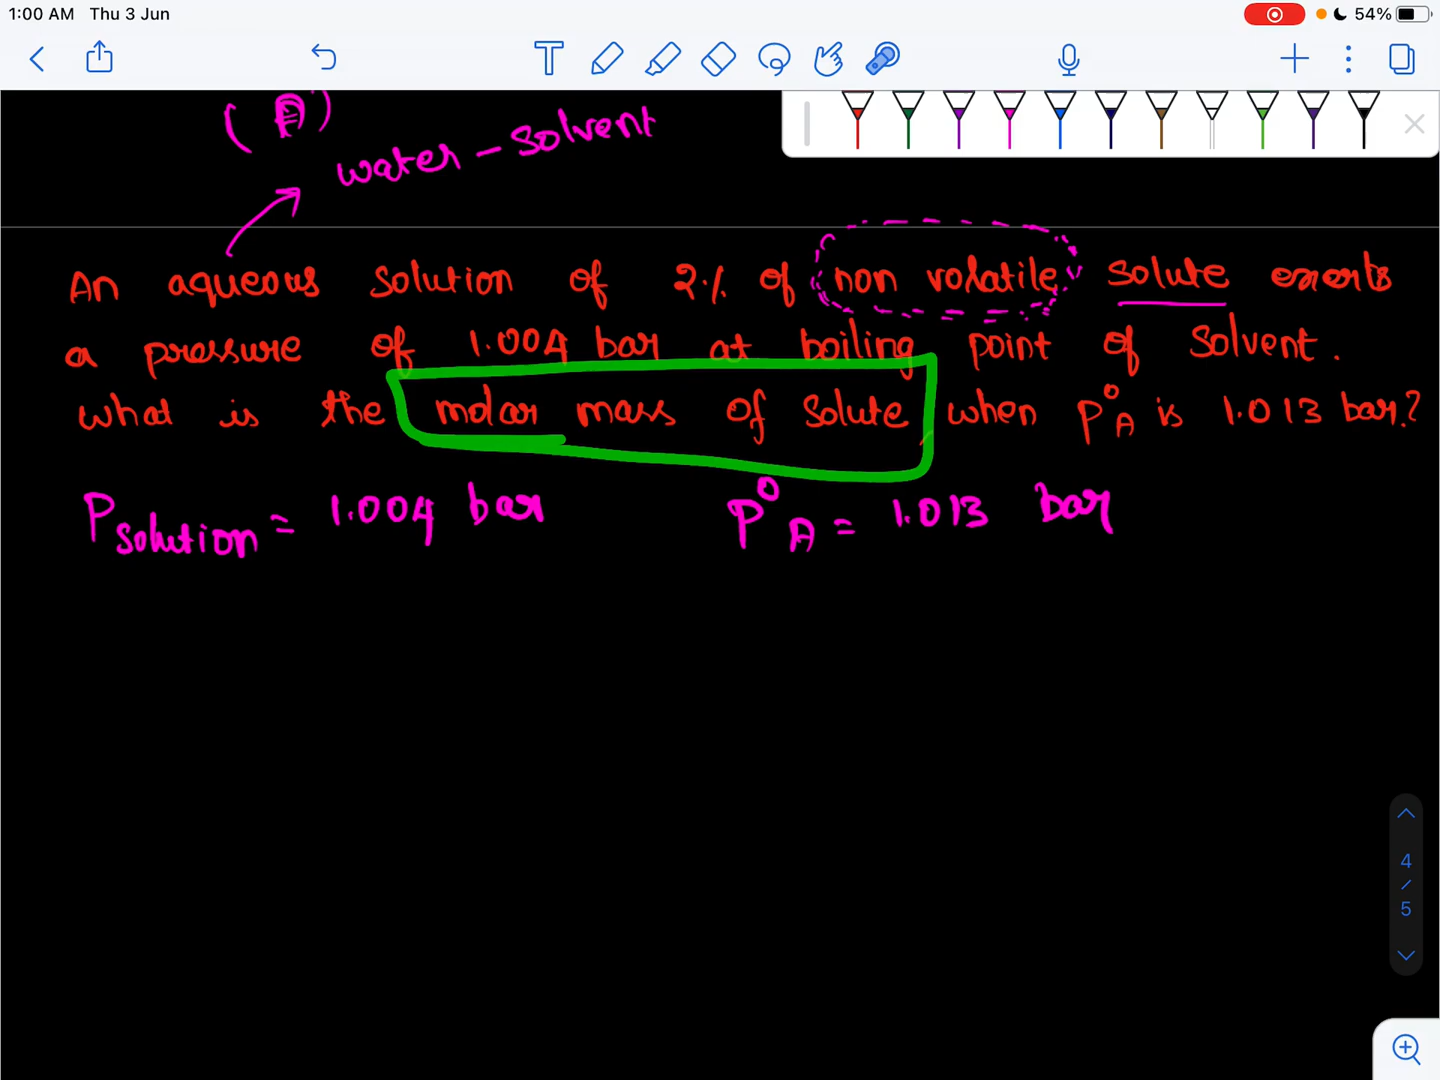 1:00 AM Thu 3 Jun
54%
T
(A)
water - solvent
An aqueous solution of 2% of non volatile solute exerts
a pressure of 1.004 bar at boiling point of solvent.
what is the molar mass of solute, when P°A is 1.013 bar?
P solution = 1.004 bar P°A = 1.013 bar
4
/
5